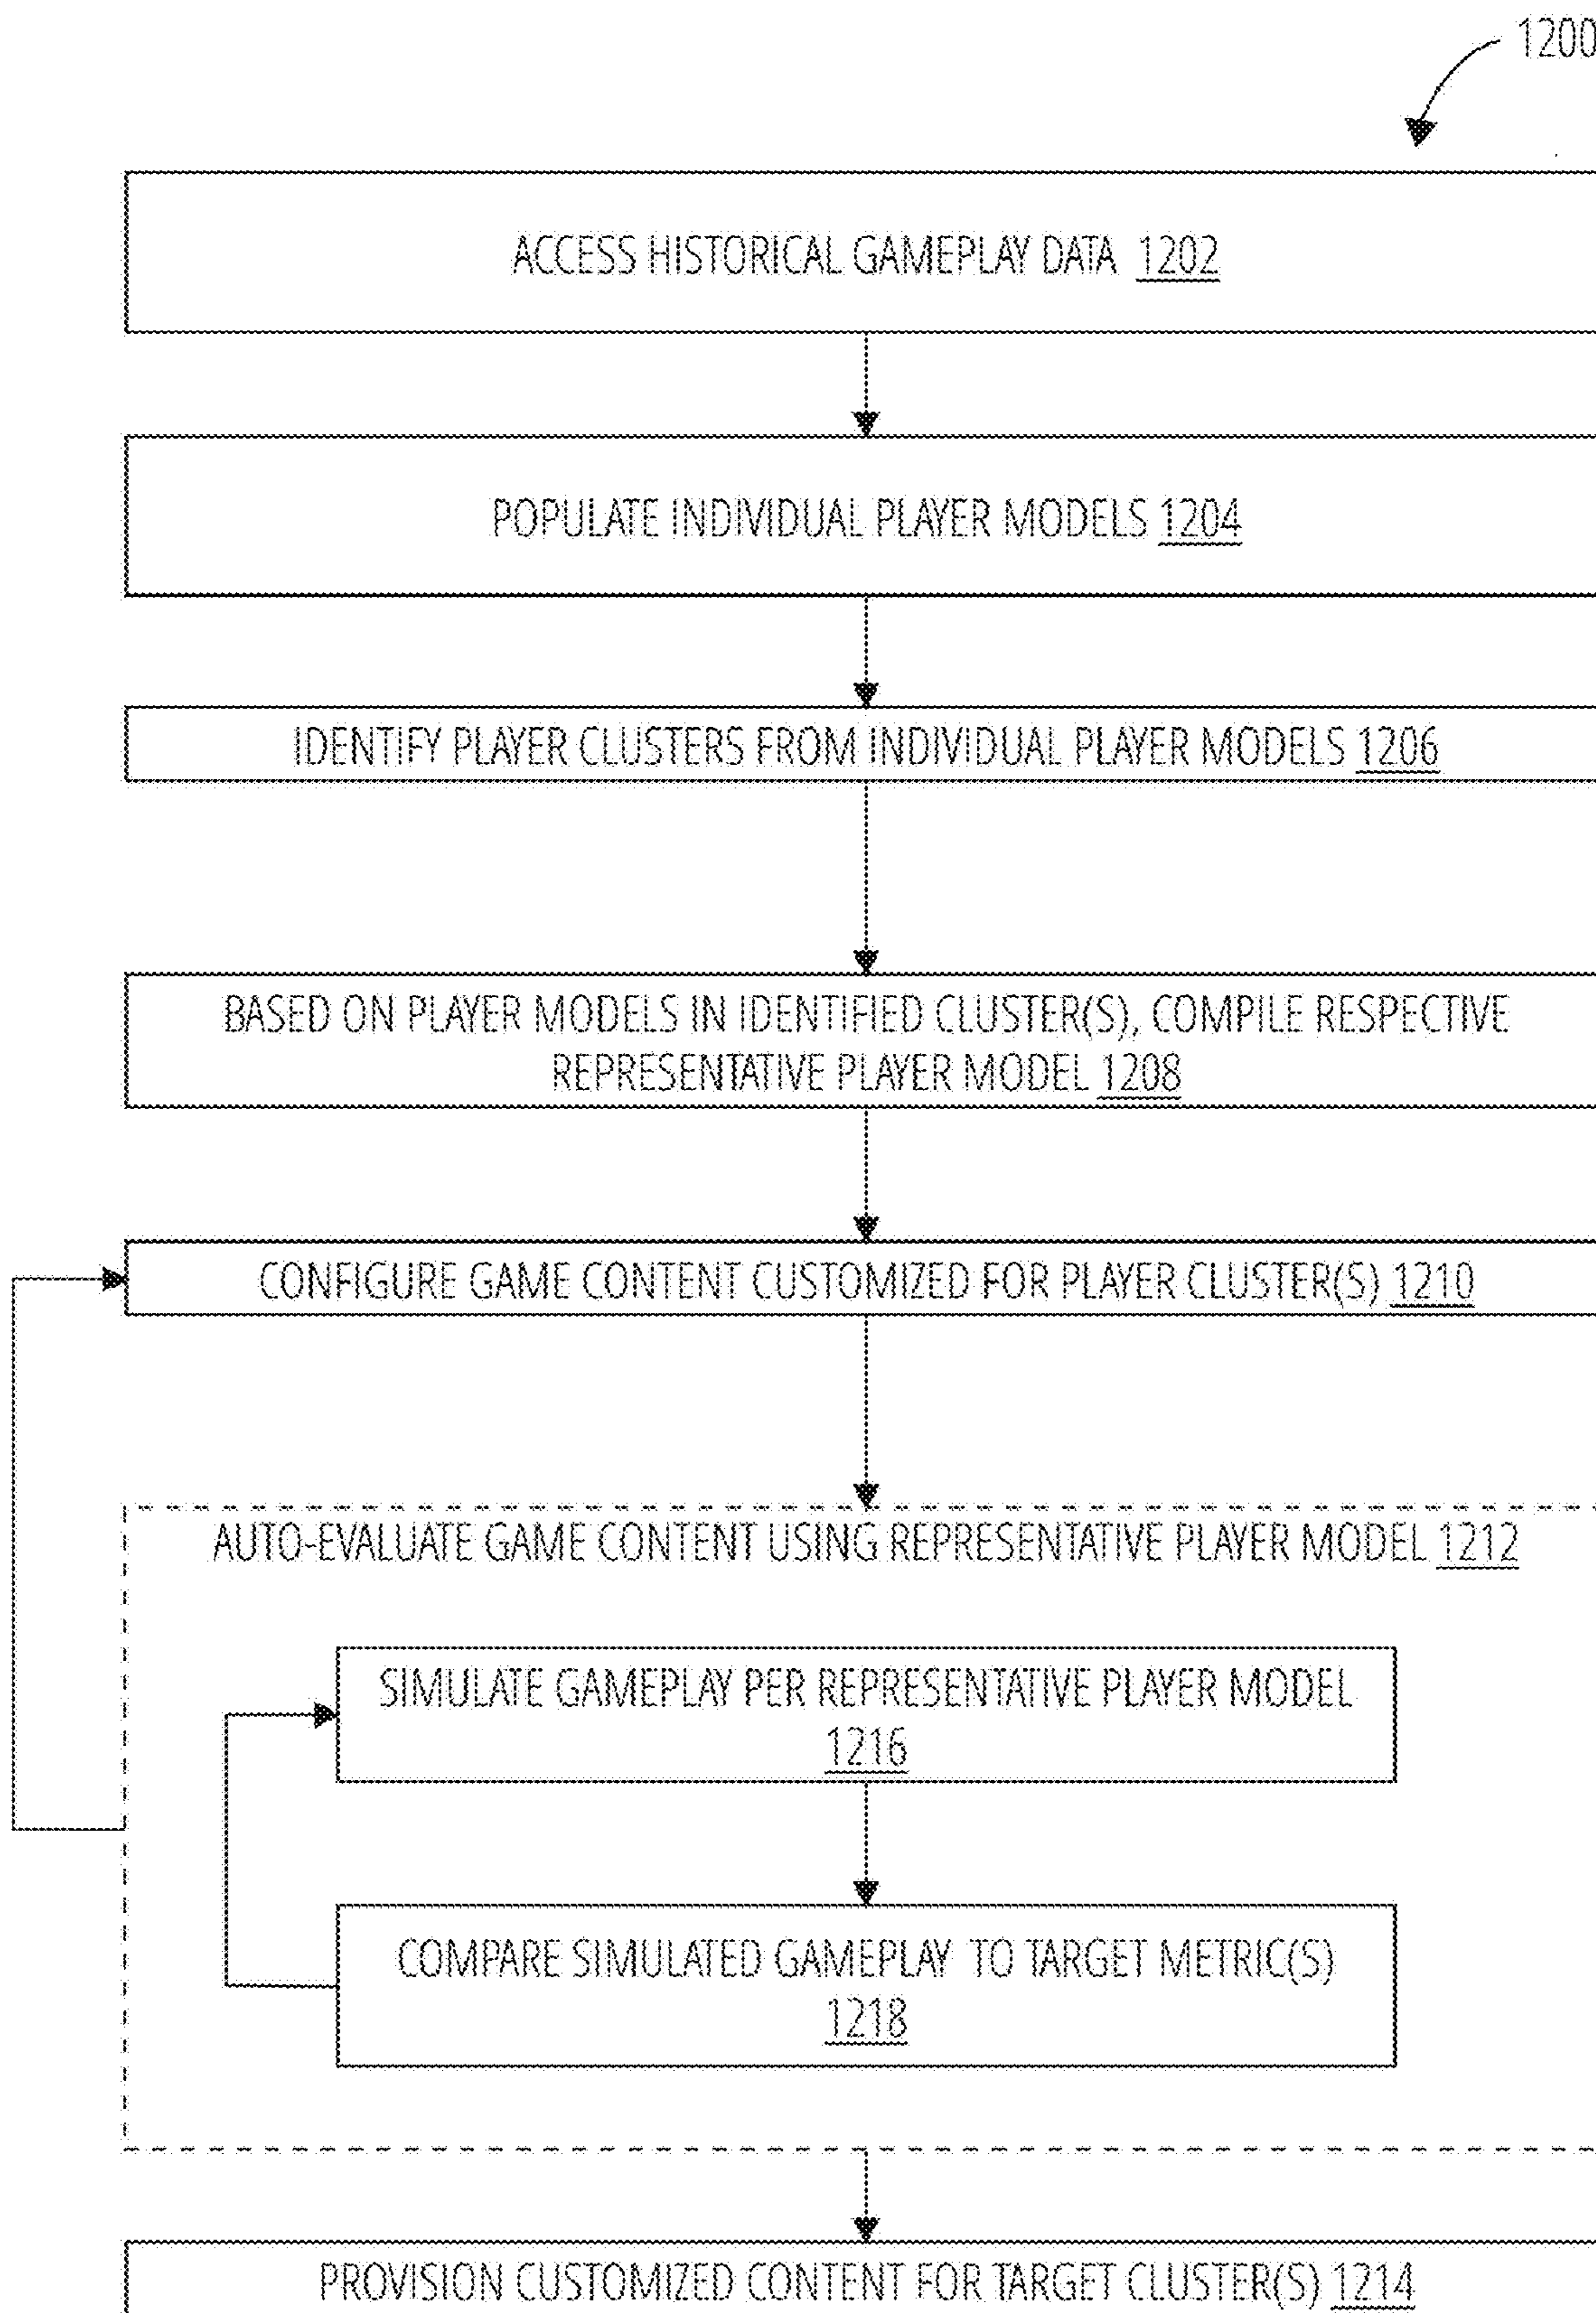 1200
ACCESS HISTORICAL GAMEPLAY DATA 1202
POPULATE INDIVIDUAL PLAYER MODELS 1204
IDENTIFY PLAYER CLUSTERS FROM INDIVIDUAL PLAYER MODELS 1206
BASED ON PLAYER MODELS IN IDENTIFIED CLUSTER(S), COMPILE RESPECTIVE
REPRESENTATIVE PLAYER MODEL 1208
CONFIGURE GAME CONTENT CUSTOMIZED FOR PLAYER CLUSTER(S) 1210
AUTO-EVALUATE GAME CONTENT USING REPRESENTATIVE PLAYER MODEL 1212
SIMULATE GAMEPLAY PER REPRESENTATIVE PLAYER MODEL
1216
COMPARE SIMULATED GAMEPLAY TO TARGET METRIC(S)
1218
PROVISION CUSTOMIZED CONTENT FOR TARGET CLUSTER(S) 1214